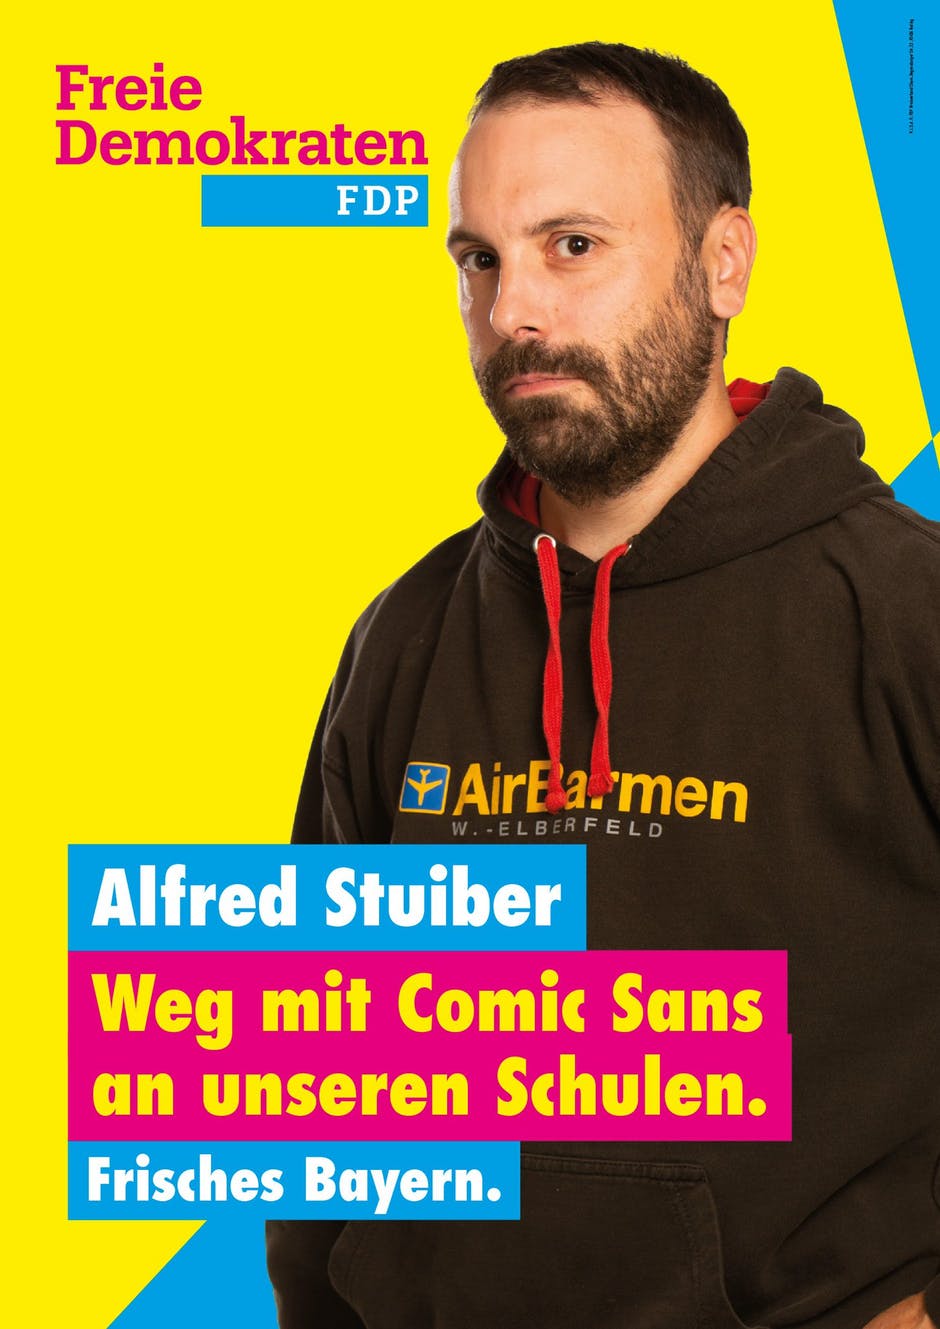 Freie
Demokraten
FDP
AirBarmen
W.-ELBERFELD
Alfred Stuiber
Weg mit Comic Sans
an unseren Schulen.
Frisches Bayern.